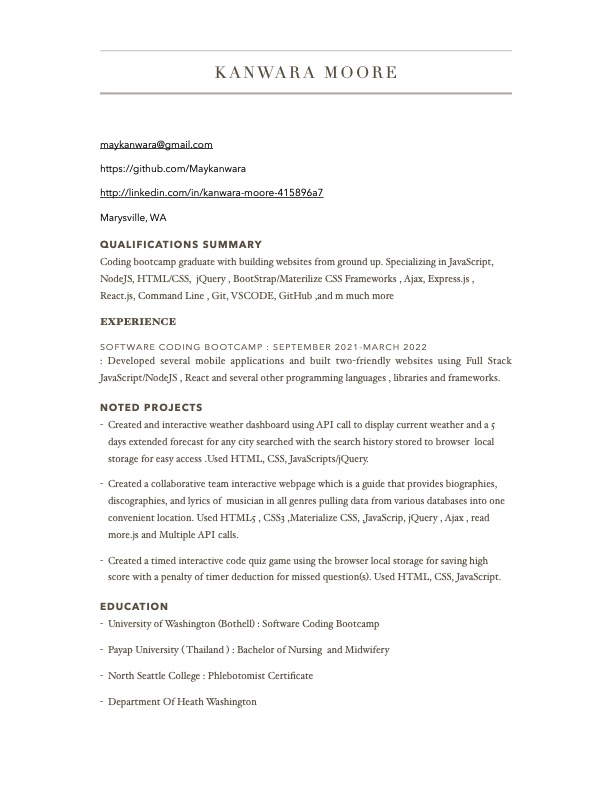 KANWARA MOORE
maykanwara@gmail.com
https://github.com/Maykanwara
http://linkedin.com/in/kanwara-moore-415896a7
Marysville, WA
QUALIFICATIONS SUMMARY
Coding bootcamp graduate with building websites from ground up. Specializing in JavaScript,
NodeJS, HTML/CSS, jQuery , BootStrap/Materilize CSS Frameworks , Ajax, Express.js ,
React.js, Command Line , Git, VSCODE, GitHub ,and m much more
EXPERIENCE
SOFTWARE CODING BOOTCAMP : SEPTEMBER 2021-MARCH 2022
: Developed several mobile applications and built two-friendly websites using Full Stack
JavaScript/NodeJS , React and several other programming languages , libraries and frameworks.
NOTED PROJECTS
- Created and interactive weather dashboard using API call to display current weather and a 5
days extended forecast for any city searched with the search history stored to browser local
storage for easy access .Used HTML, CSS, JavaScripts/jQuery.
- Created a collaborative team interactive webpage which is a guide that provides biographies,
discographies, and lyrics of musician in all genres pulling data from various databases into one
convenient location. Used HTML5 , CSS3 ,Materialize CSS, ,JavaScrip, jQuery , Ajax , read
more.js and Multiple API calls.
- Created a timed interactive code quiz game using the browser local storage for saving high
score with a penalty of timer deduction for missed question(s). Used HTML, CSS, JavaScript.
EDUCATION
- University of Washington (Bothell) : Software Coding Bootcamp
- Payap University ( Thailand ) : Bachelor of Nursing and Midwifery
- North Seattle College : Phlebotomist Certificate
- Department Of Heath Washington